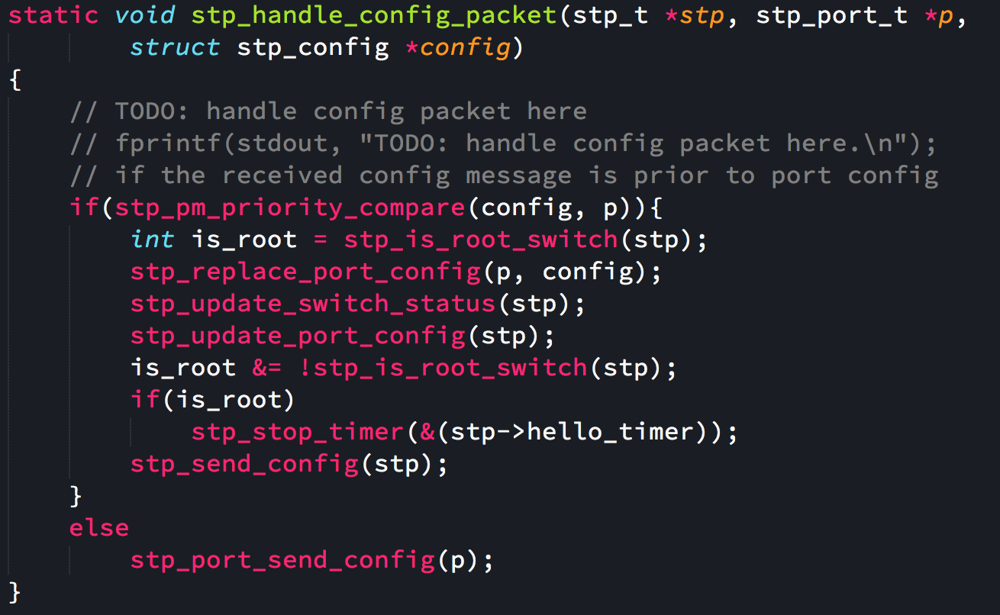 static void stp_handle_config_packet(stp_t *stp, stp_port_t *p,
        struct stp_config *config)
{
    // TODO: handle config packet here
    // fprintf(stdout, "TODO: handle config packet here.\n");
    // if the received config message is prior to port config
    if(stp_pm_priority_compare(config, p)){
        int is_root = stp_is_root_switch(stp);
        stp_replace_port_config(p, config);
        stp_update_switch_status(stp);
        stp_update_port_config(stp);
        is_root &= !stp_is_root_switch(stp);
        if(is_root)
            stp_stop_timer(&(stp->hello_timer));
        stp_send_config(stp);
    }
    else
        stp_port_send_config(p);
}